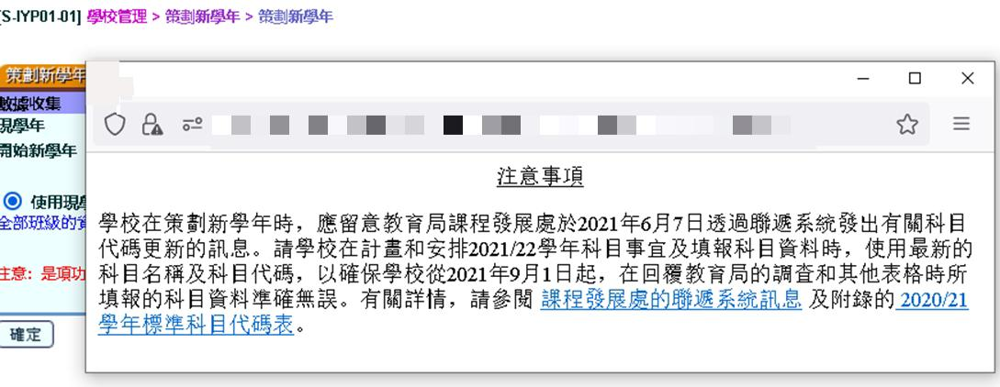 [S-IYP01-01] 學校管理 > 策劃新學年 > 策劃新學年
策劃新學年
數據收集
現學年
開始新學年
使用現學
全部班級的資
注意: 是項功
確定
注意事項
學校在策劃新學年時，應留意教育局課程發展處於2021年6月7日透過聯遞系統發出有關科目
代碼更新的訊息。請學校在計畫和安排2021/22學年科目事宜及填報科目資料時，使用最新的
科目名稱及科目代碼，以確保學校從2021年9月1日起，在回覆教育局的調查和其他表格時所
填報的科目資料準確無誤。有關詳情，請參閱 課程發展處的聯遞系統訊息 及附錄的 2020/21
學年標準科目代碼表。